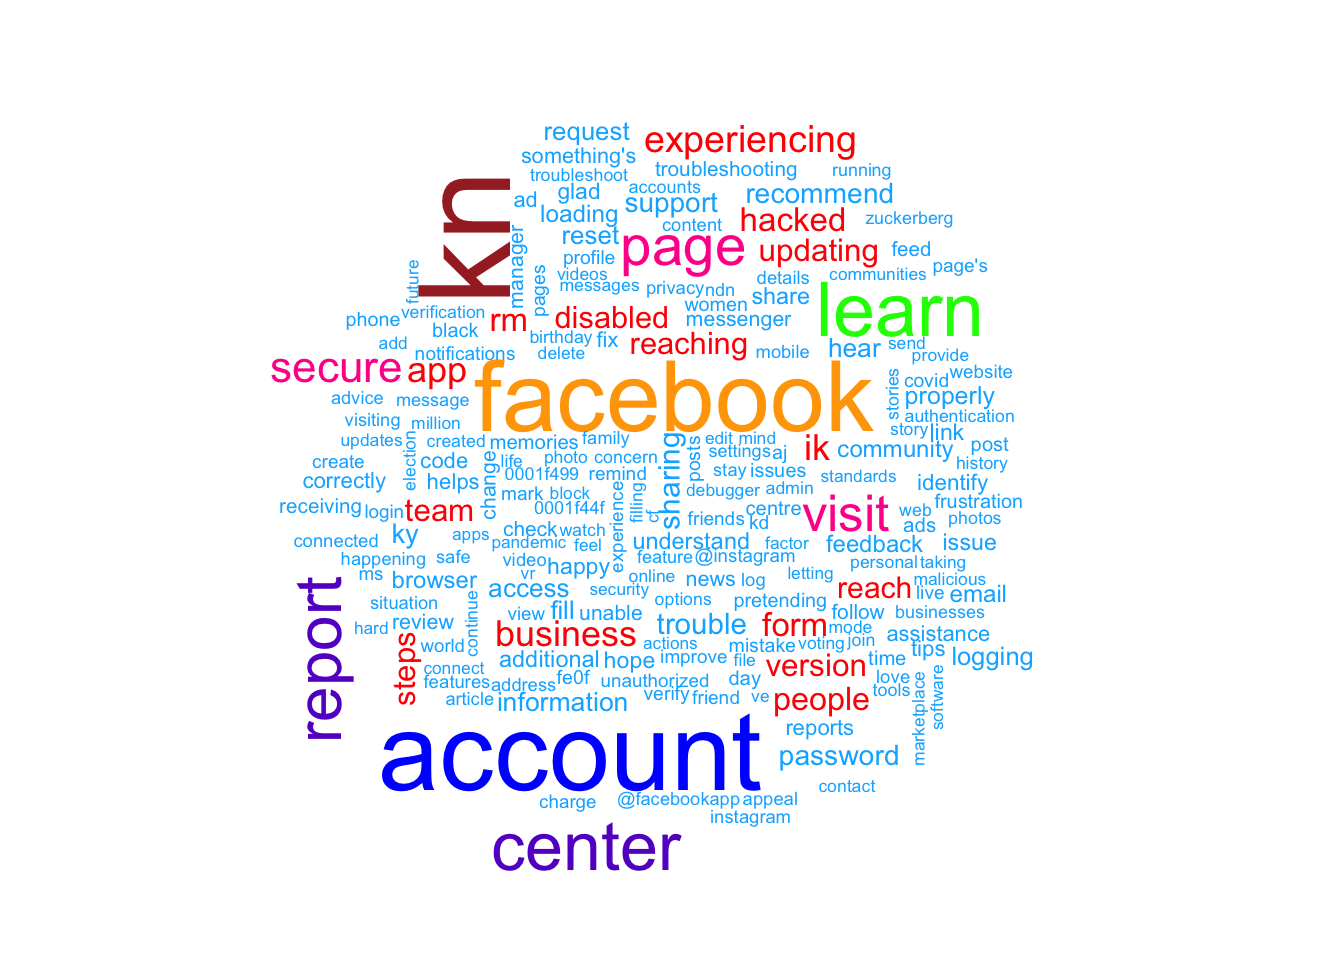 request
experiencing
something's
troubleshooting
running
troubleshoot
accounts
glad
ad
support
recommend
kn
loading
content
hacked
zuckerberg
reset
page
updating
feed
manager
profile
future
videos
pages
messages
privacy
ndn
details
communities
page's
women
share
learn
verification
phone
rm
disabled
messenger
black
birthday
fix
reaching
mobile
hear
send
add
notifications
delete
provide
secure
app
facebook
website
stories
covid
properly
advice
message
authentication
visiting
million
story
link
updates
created
memories
family
edit
mind
ik
community
post
election
create
code
life
photo
concern
sharing
posts
settings
aj
history
correctly
helps
change
0001f499
remind
stay
issues
standards
identify
mark
block
debugger
admin
frustration
receiving
login
team
0001f44f
filling
cf
centre
visit
web
photos
friends
kd
ads
connected
ky
apps
check
watch
experience
understand
factor
feedback
issue
pandemic
feel
happening
safe
video
feature
@instagram
personal
taking
ms
browser
vr
happy
online
news
log
letting
malicious
access
security
options
reach
live
email
situation
continue
view
fill
unable
pretending
follow
businesses
report
hard
review
business
trouble
form
mode
assistance
steps
world
actions
mistake
voting
join
tips
logging
additional
hope
improve
file
version
time
connect
features
address
fe0f
unauthorized
day
love
tools
article
information
verify
friend
ve
people
marketplace
software
account
reports
password
contact
charge
@facebookapp
appeal
instagram
center